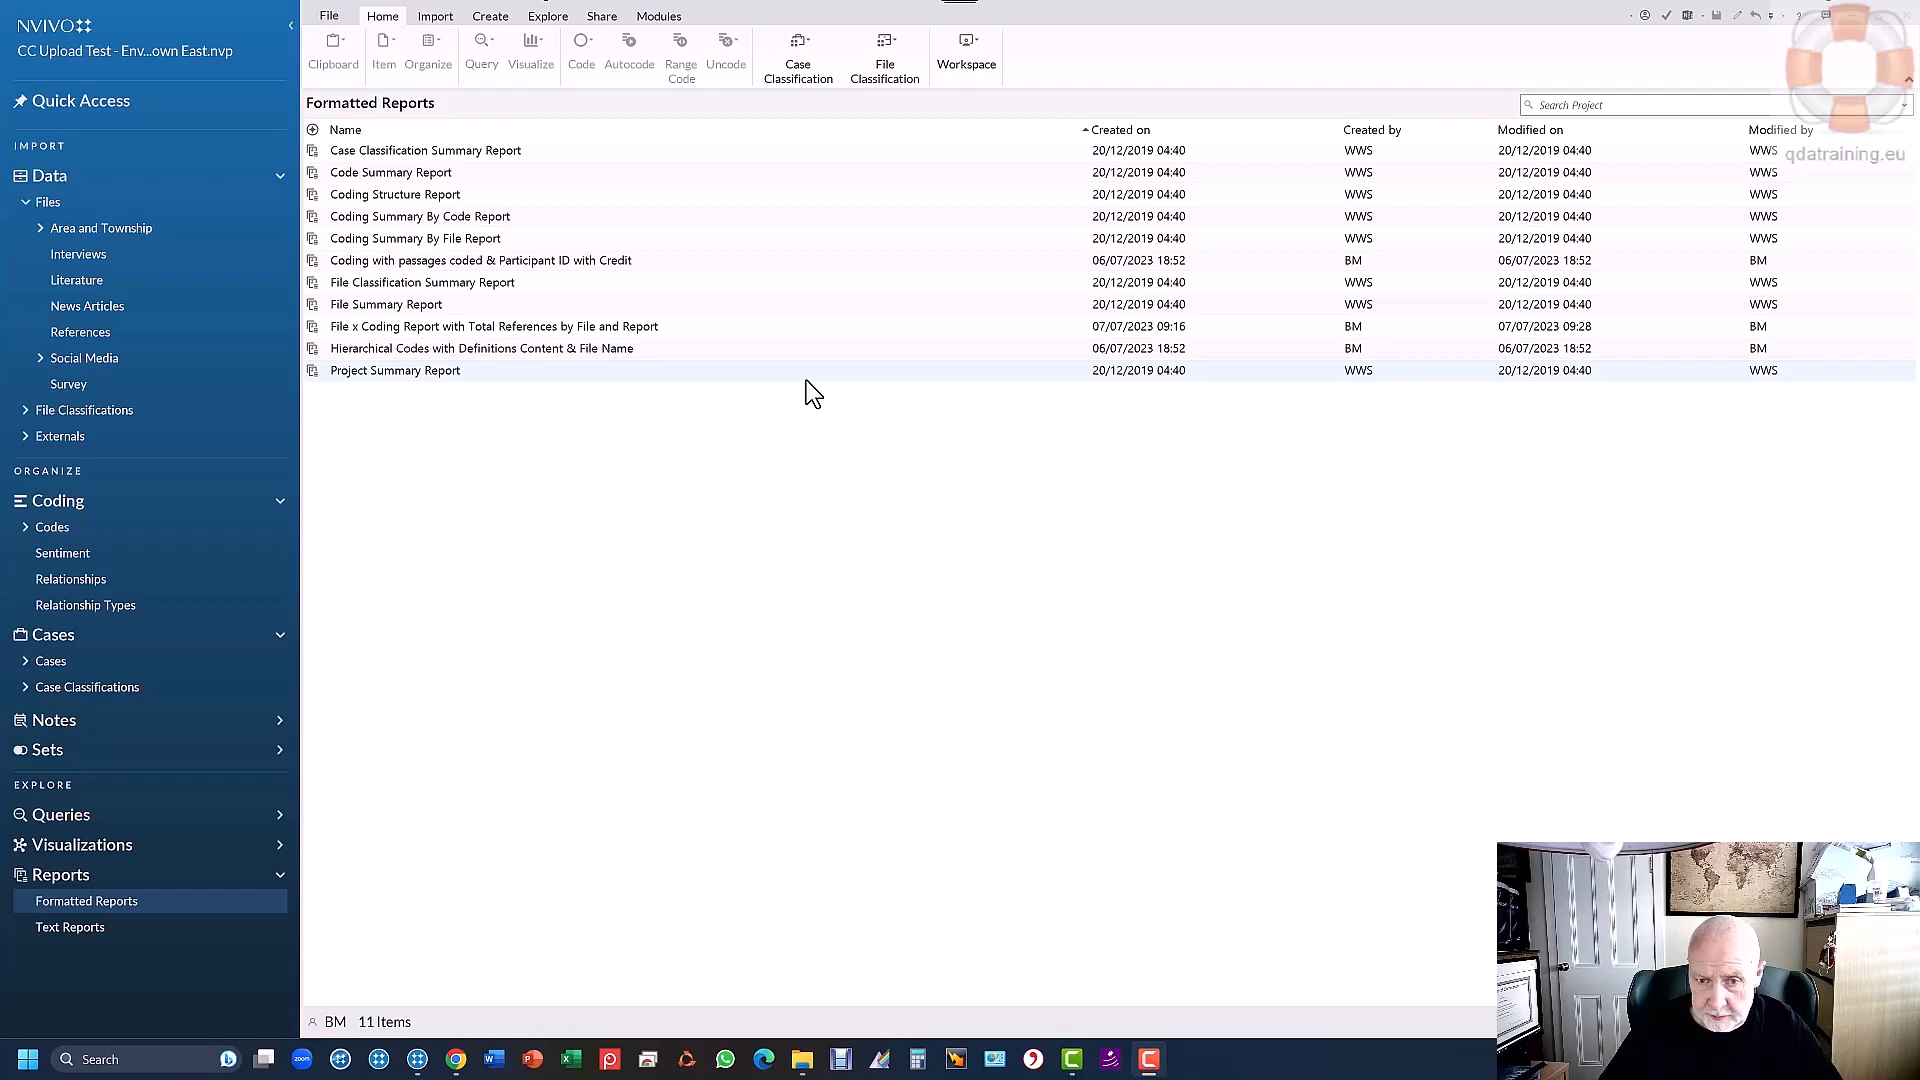 NVIVO
CC Upload Test - Env...own East.nvp
Quick Access
IMPORT
Data
Files
Area and Township
Interviews
Literature
News Articles
References
Social Media
Survey
File Classifications
Externals
ORGANIZE
Coding
Codes
Sentiment
Relationships
Relationship Types
Cases
Cases
Case Classifications
Notes
Sets
EXPLORE
Queries
Visualizations
Reports
Formatted Reports
Text Reports
File Home Import Create Explore Share Modules
Clipboard Item Organize Query Visualize Code Autocode Range Code Uncode Case Classification File Classification Workspace
Formatted Reports
Search Project
qdatraining.eu
Name Created on Created by Modified on Modified by
Case Classification Summary Report 20/12/2019 04:40 WWS 20/12/2019 04:40 WWS
Code Summary Report 20/12/2019 04:40 WWS 20/12/2019 04:40 WWS
Coding Structure Report 20/12/2019 04:40 WWS 20/12/2019 04:40 WWS
Coding Summary By Code Report 20/12/2019 04:40 WWS 20/12/2019 04:40 WWS
Coding Summary By File Report 20/12/2019 04:40 WWS 20/12/2019 04:40 WWS
Coding with passages coded & Participant ID with Credit 06/07/2023 18:52 BM 06/07/2023 18:52 BM
File Classification Summary Report 20/12/2019 04:40 WWS 20/12/2019 04:40 WWS
File Summary Report 20/12/2019 04:40 WWS 20/12/2019 04:40 WWS
File x Coding Report with Total References by File and Report 07/07/2023 09:16 BM 07/07/2023 09:28 BM
Hierarchical Codes with Definitions Content & File Name 06/07/2023 18:52 BM 06/07/2023 18:52 BM
Project Summary Report 20/12/2019 04:40 WWS 20/12/2019 04:40 WWS
BM 11 Items
Search
zoom